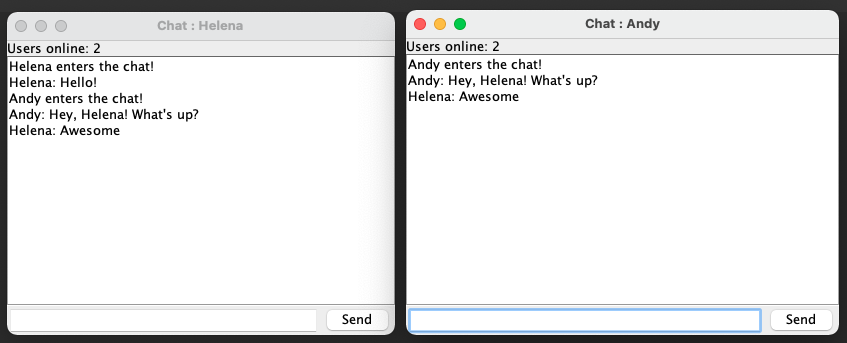 Chat : Helena
Users online: 2
Helena enters the chat!
Helena: Hello!
Andy enters the chat!
Andy: Hey, Helena! What's up?
Helena: Awesome
Send
Chat : Andy
Users online: 2
Andy enters the chat!
Andy: Hey, Helena! What's up?
Helena: Awesome
Send